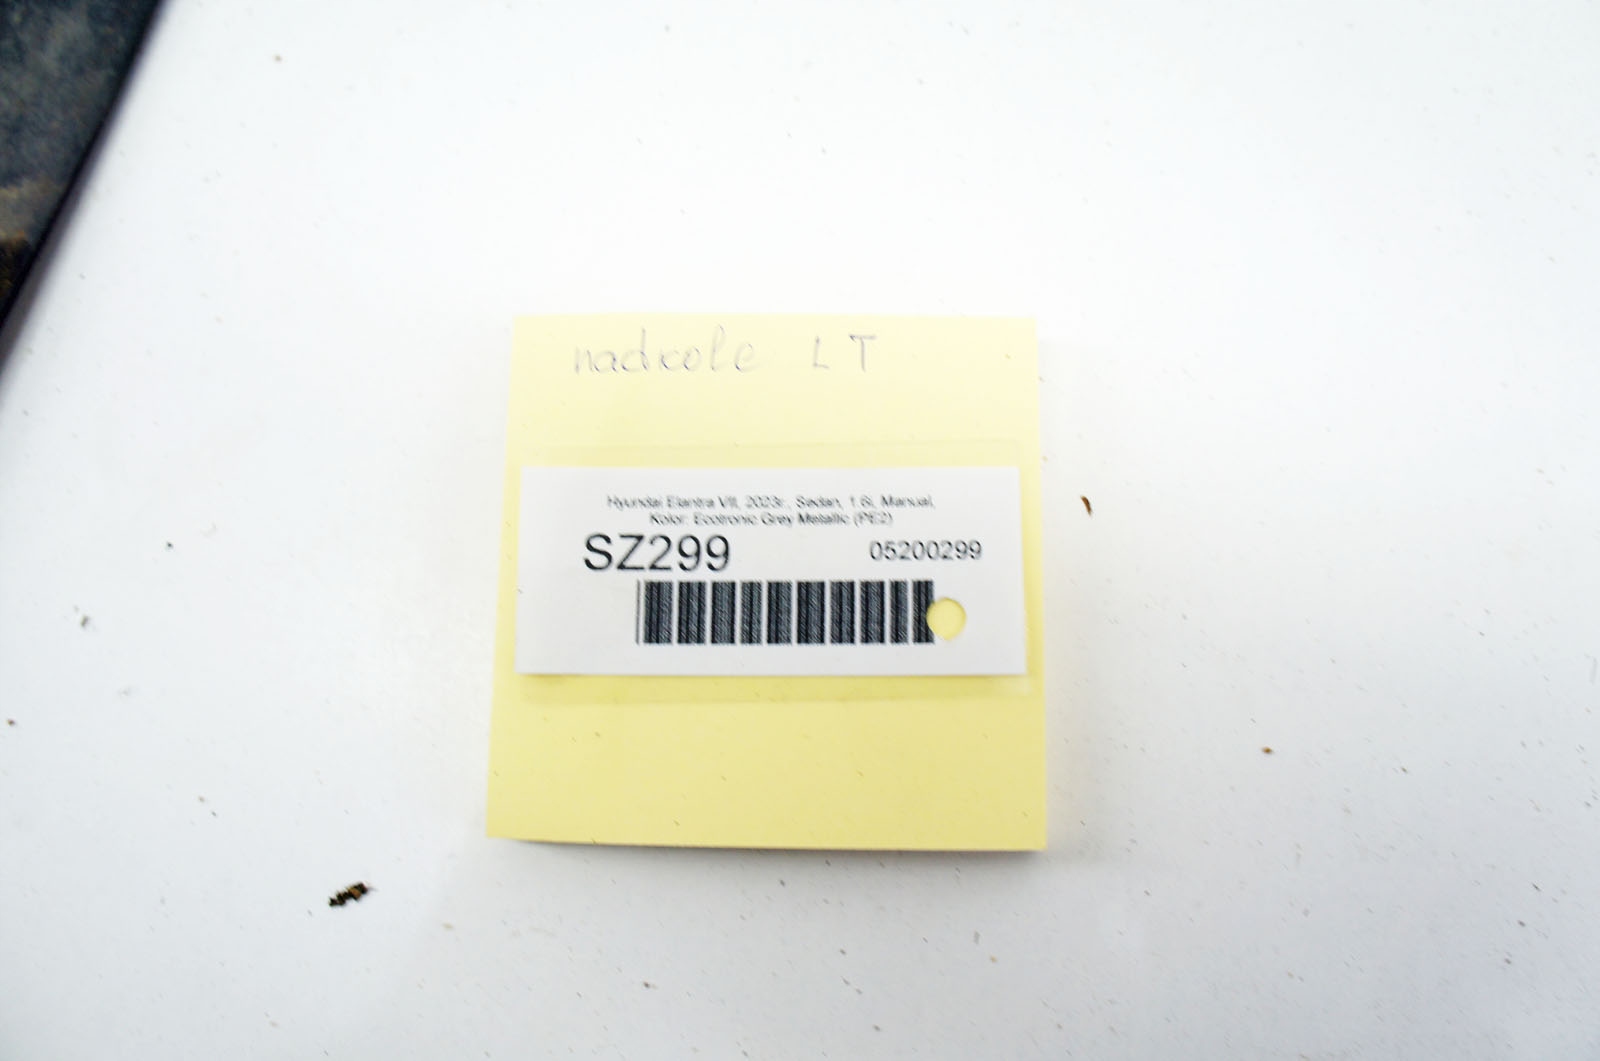 nadkole LT
Hyundai Elantra VII, 2023r., Sedan, 1.6i, Manual,
Kolor: Ecotronic Grey Metallic (PE2)
SZ299
05200299